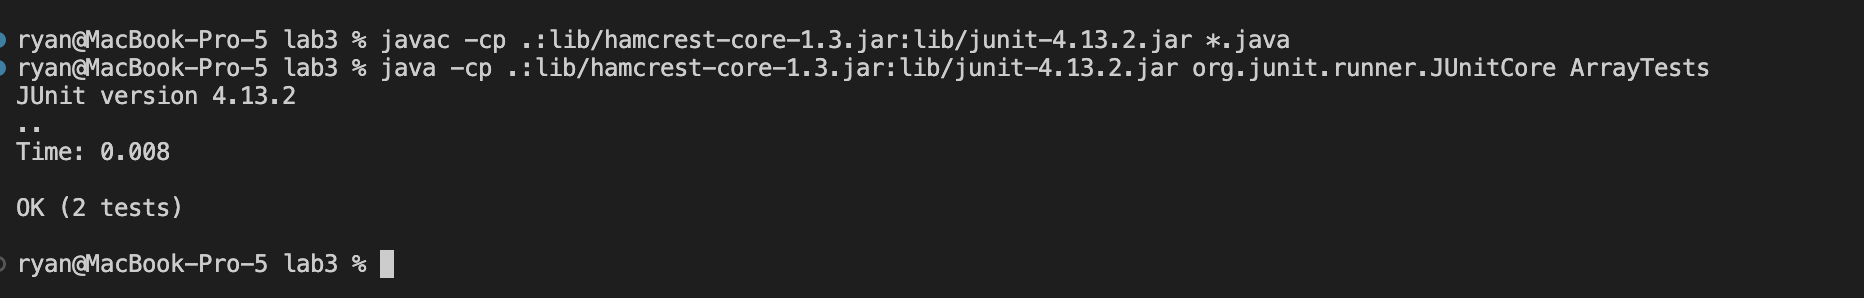 ryan@MacBook-Pro-5 lab3 % javac -cp .:lib/hamcrest-core-1.3.jar:lib/junit-4.13.2.jar *.java
ryan@MacBook-Pro-5 lab3 % java -cp .:lib/hamcrest-core-1.3.jar:lib/junit-4.13.2.jar org.junit.runner.JUnitCore ArrayTests
JUnit version 4.13.2
..
Time: 0.008
OK (2 tests)
ryan@MacBook-Pro-5 lab3 %